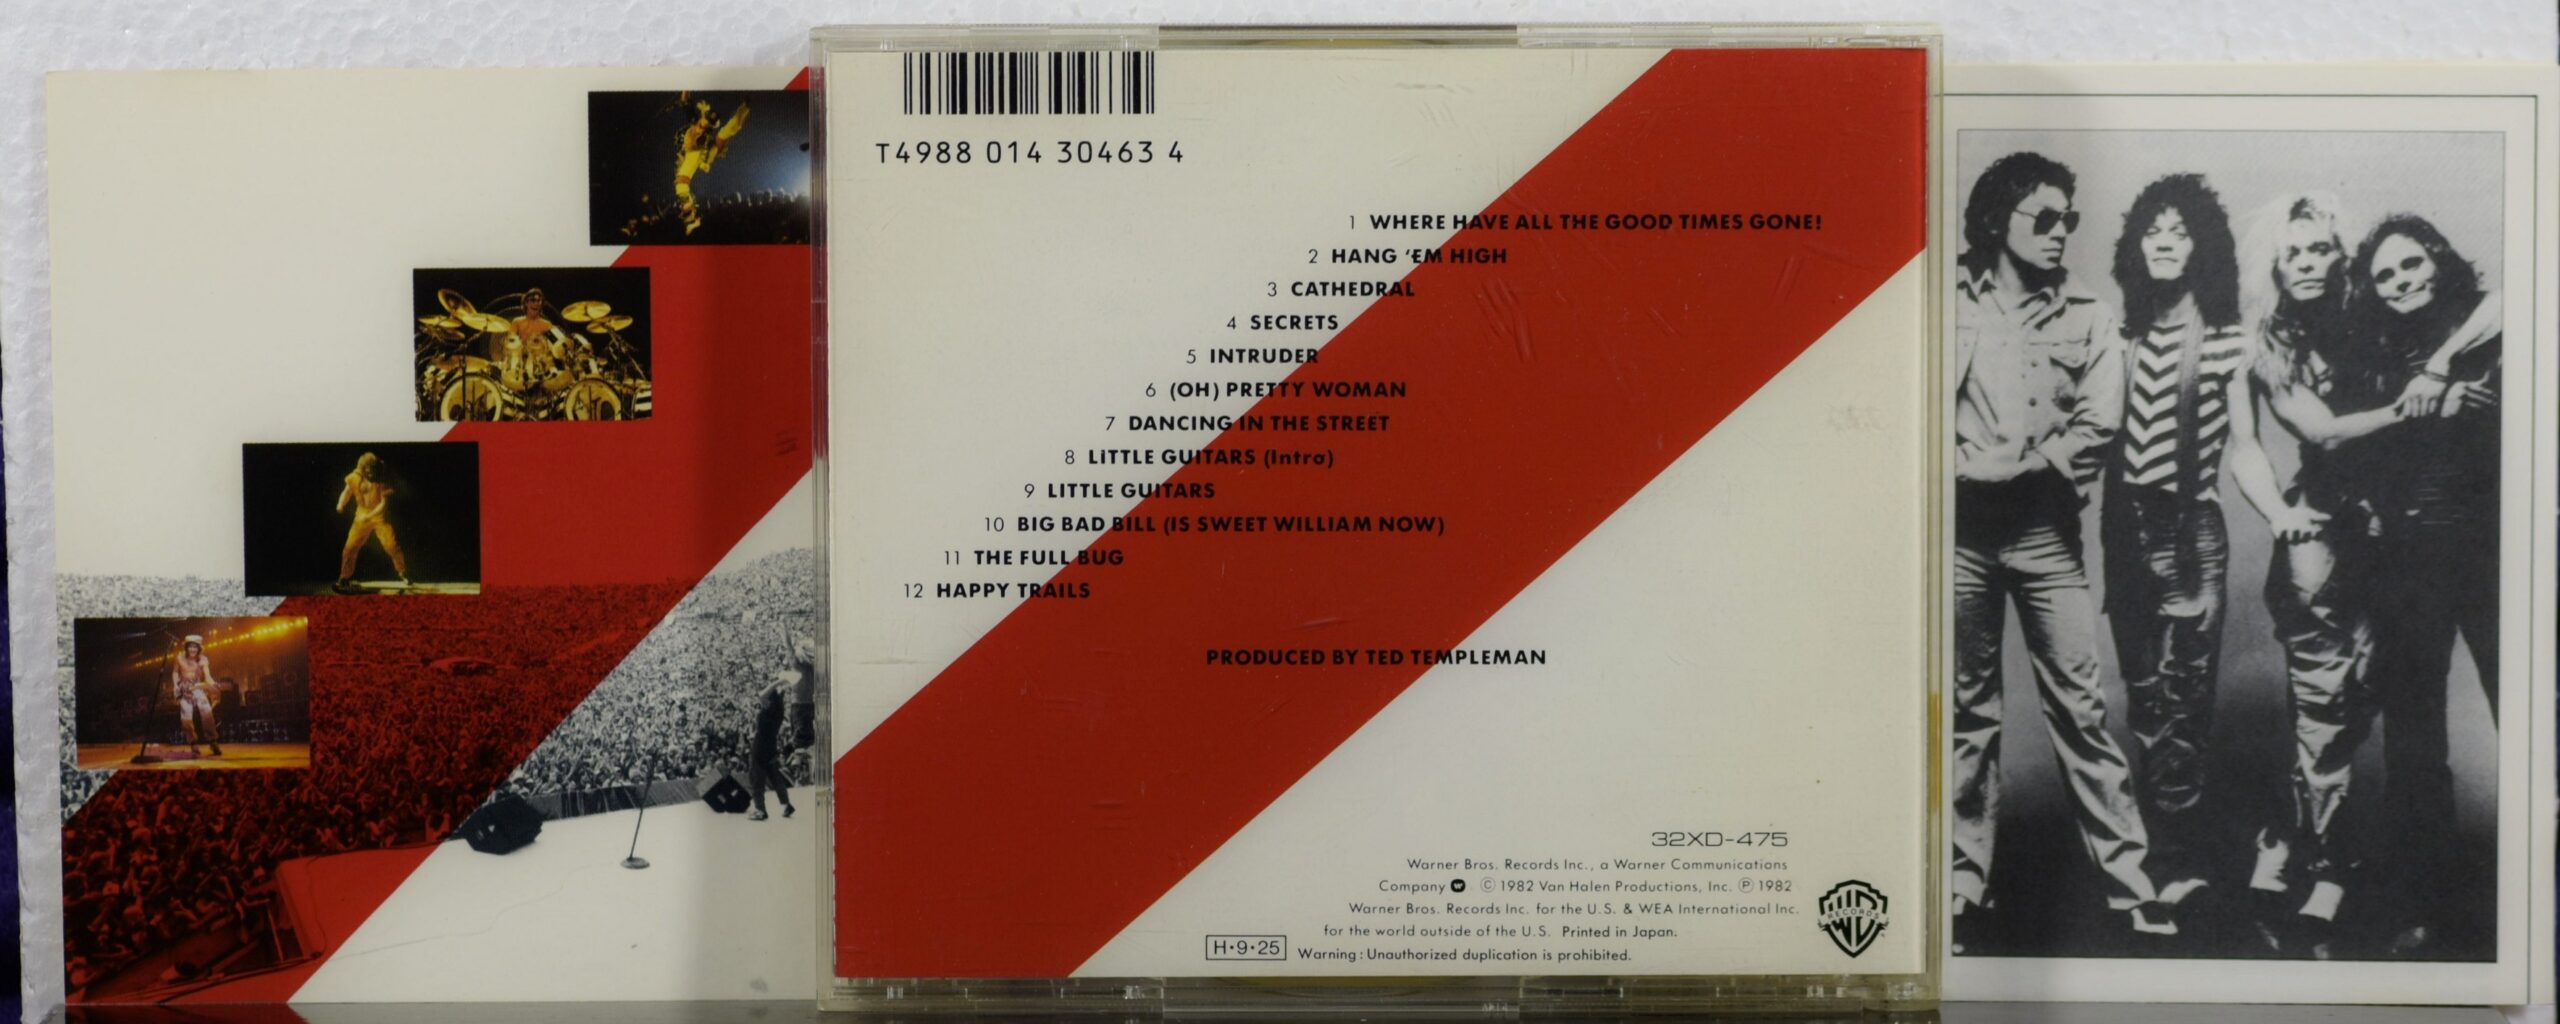 T4988 014 30463 4
1 WHERE HAVE ALL THE GOOD TIMES GONE!
2 HANG 'EM HIGH
3 CATHEDRAL
4 SECRETS
5 INTRUDER
6 (OH) PRETTY WOMAN
7 DANCING IN THE STREET
8 LITTLE GUITARS (Intro)
9 LITTLE GUITARS
10 BIG BAD BILL (IS SWEET WILLIAM NOW)
11 THE FULL BUG
12 HAPPY TRAILS
PRODUCED BY TED TEMPLEMAN
32XD-475
Warner Bros. Records Inc., a Warner Communications
Company W. © 1982 Van Halen Productions, Inc. ℗ 1982
Warner Bros. Records Inc. for the U.S. & WEA International Inc.
for the world outside of the U.S. Printed in Japan.
H•9•25 Warning: Unauthorized duplication is prohibited.
WB RECORDS